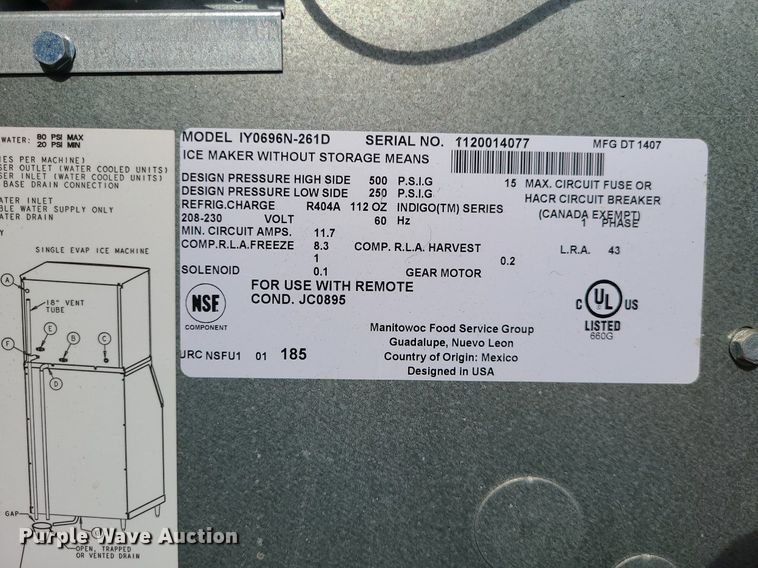 WATER: 80 PSI MAX
20 PSI MIN
IES PER MACHINE)
SER OUTLET (WATER COOLED UNITS)
SER INLET (WATER COOLED UNITS)
BASE DRAIN CONNECTION
WATER INLET
BLE WATER SUPPLY ONLY
WATER DRAIN
Y
SINGLE EVAP ICE MACHINE
A
18" VENT
TUBE
E
F
B
C
D
GAP
OPEN, TRAPPED
OR VENTED DRAIN
MODEL IY0696N-261D SERIAL NO. 1120014077 MFG DT 1407
ICE MAKER WITHOUT STORAGE MEANS
DESIGN PRESSURE HIGH SIDE 500 P.S.I.G 15 MAX. CIRCUIT FUSE OR
DESIGN PRESSURE LOW SIDE 250 P.S.I.G HACR CIRCUIT BREAKER
REFRIG.CHARGE R404A 112 OZ INDIGO(TM) SERIES (CANADA EXEMPT)
208-230 VOLT 60 Hz 1 PHASE
MIN. CIRCUIT AMPS. 11.7
COMP.R.L.A.FREEZE 8.3 COMP. R.L.A. HARVEST L.R.A. 43
1 0.2
SOLENOID 0.1 GEAR MOTOR
FOR USE WITH REMOTE
COND. JC0895
NSF
COMPONENT
C UL US
LISTED
660G
Manitowoc Food Service Group
Guadalupe, Nuevo Leon
Country of Origin: Mexico
Designed in USA
URC NSFU1 01 185
Purple Wave Auction